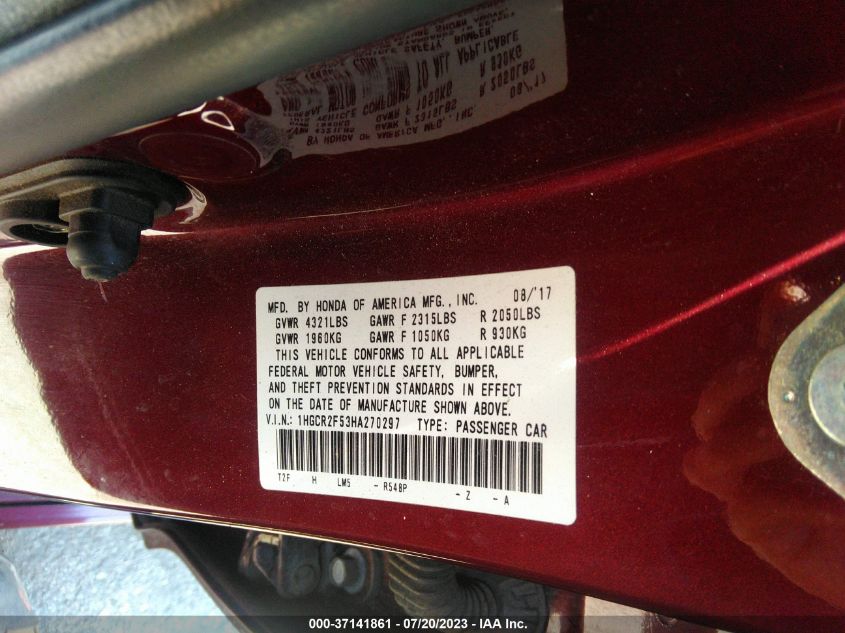 MFD. BY HONDA OF AMERICA MFG., INC. 08/'17
GVWR 4321LBS GAWR F 2315LBS R 2050LBS
GVWR 1960KG GAWR F 1050KG R 930KG
THIS VEHICLE CONFORMS TO ALL APPLICABLE
FEDERAL MOTOR VEHICLE SAFETY, BUMPER,
AND THEFT PREVENTION STANDARDS IN EFFECT
ON THE DATE OF MANUFACTURE SHOWN ABOVE.
V.I.N.: 1HGCR2F53HA270297 TYPE: PASSENGER CAR
T2F H LM5 - R548P - Z - A
000-37141861 / 07/20/2023 - IAA Inc.